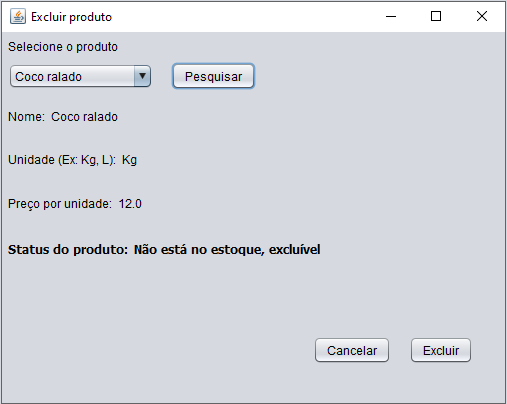 Excluir produto
Selecione o produto
Coco ralado Pesquisar
Nome: Coco ralado
Unidade (Ex: Kg, L): Kg
Preço por unidade: 12.0
Status do produto: Não está no estoque, excluível
Cancelar Excluir